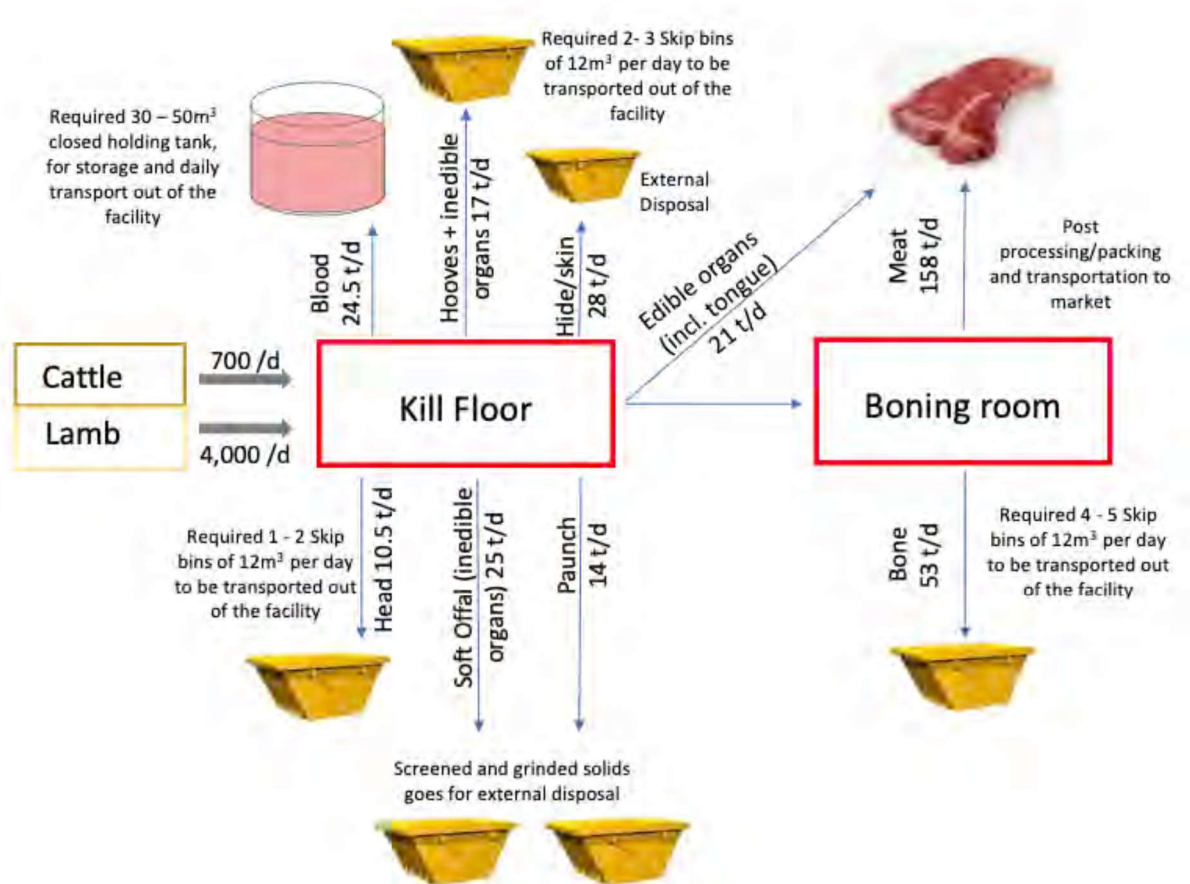 Required 30 – 50m³
closed holding tank,
for storage and daily
transport out of the
facility
Required 2- 3 Skip bins
of 12m³ per day to be
transported out of the
facility
External
Disposal
Blood
24.5 t/d
Hooves + inedible
organs 17 t/d
Hide/skin
28 t/d
Edible organs
(incl. tongue)
21 t/d
Meat
158 t/d
Post
processing/packing
and transportation to
market
Cattle
700 /d
Lamb
4,000 /d
Kill Floor
Boning room
Required 1 - 2 Skip
bins of 12m³ per day
to be transported out
of the facility
Head 10.5 t/d
Soft Offal (inedible
organs) 25 t/d
Paunch
14 t/d
Bone
53 t/d
Required 4 - 5 Skip
bins of 12m³ per day
to be transported out
of the facility
Screened and grinded solids
goes for external disposal